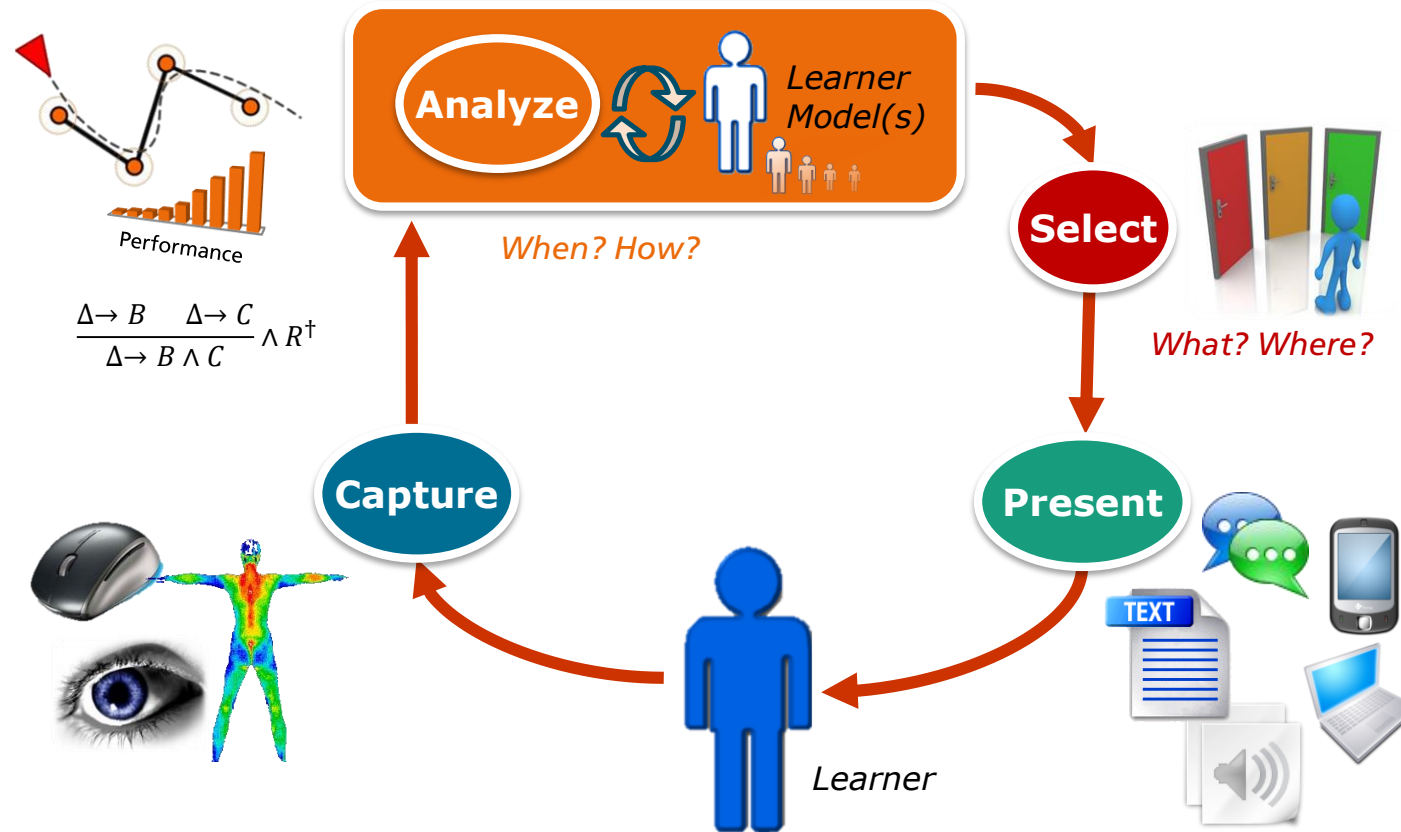 Analyze
Learner
Model(s)
Select
Performance
When? How?
Δ→ B Δ→ C
Δ→ B ∧ C
∧ R†
What? Where?
Capture
Present
TEXT
Learner